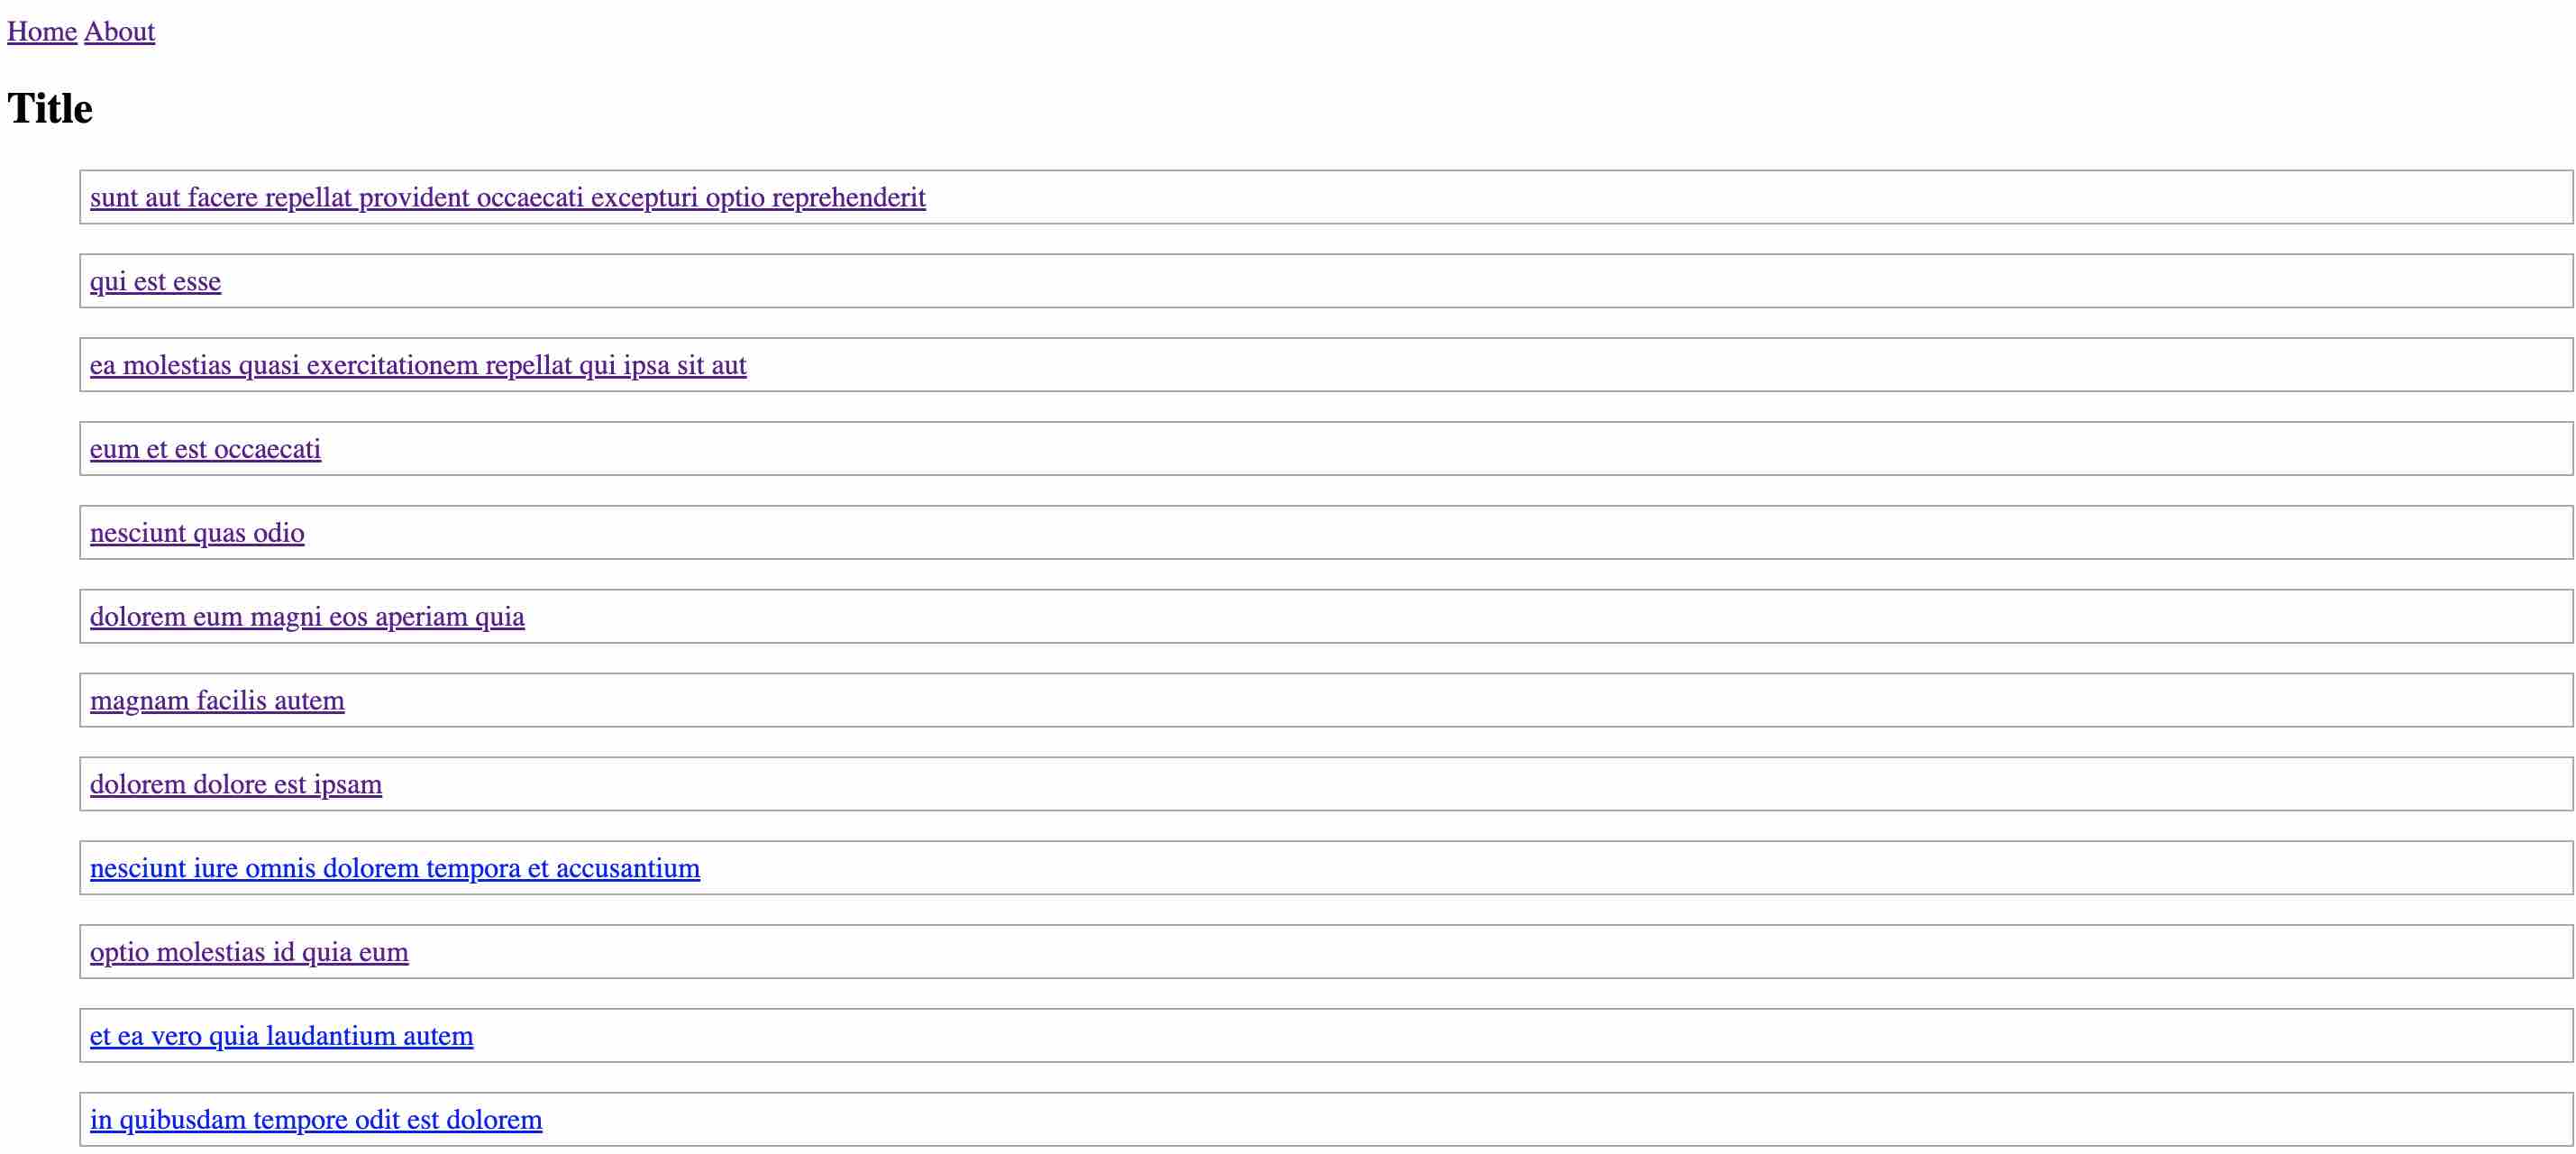 Home About
Title
sunt aut facere repellat provident occaecati excepturi optio reprehenderit
qui est esse
ea molestias quasi exercitationem repellat qui ipsa sit aut
eum et est occaecati
nesciunt quas odio
dolorem eum magni eos aperiam quia
magnam facilis autem
dolorem dolore est ipsam
nesciunt iure omnis dolorem tempora et accusantium
optio molestias id quia eum
et ea vero quia laudantium autem
in quibusdam tempore odit est dolorem